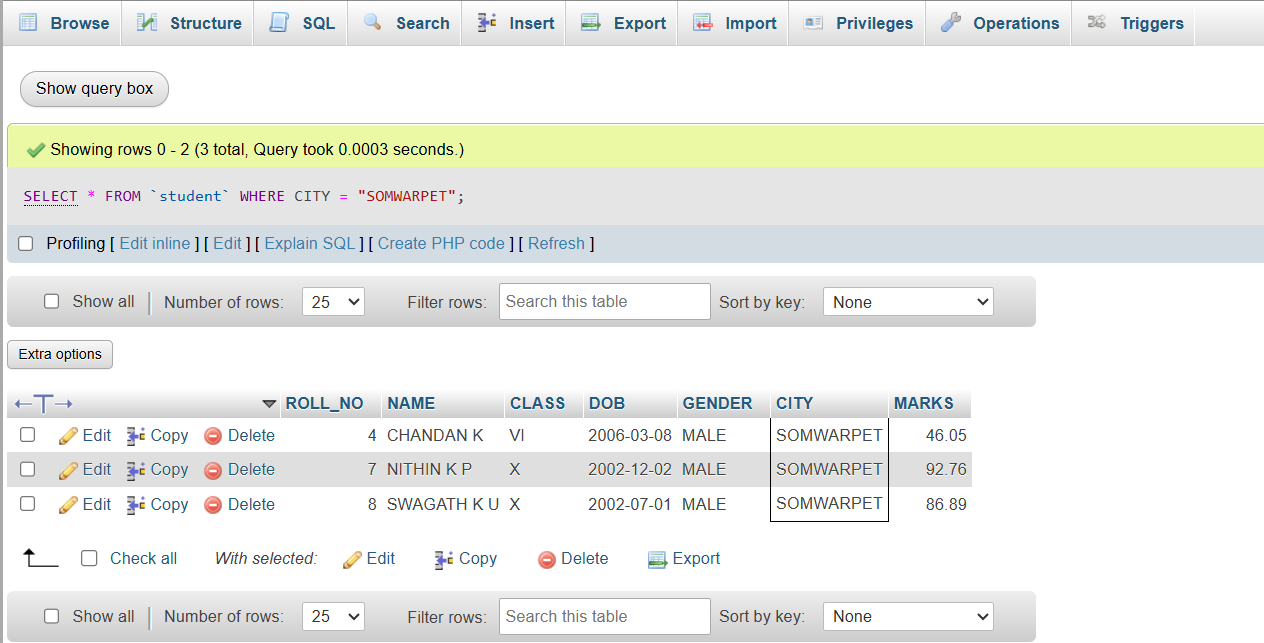 Browse Structure SQL Search Insert Export Import Privileges Operations Triggers
Show query box
Showing rows 0 - 2 (3 total, Query took 0.0003 seconds.)
SELECT * FROM `student` WHERE CITY = "SOMWARPET";
Profiling [ Edit inline ] [ Edit ] [ Explain SQL ] [ Create PHP code ] [ Refresh ]
Show all | Number of rows: 25 Filter rows: Search this table Sort by key: None
Extra options
←T→ ROLL_NO NAME CLASS DOB GENDER CITY MARKS
Edit Copy Delete 4 CHANDAN K VI 2006-03-08 MALE SOMWARPET 46.05
Edit Copy Delete 7 NITHIN K P X 2002-12-02 MALE SOMWARPET 92.76
Edit Copy Delete 8 SWAGATH K U X 2002-07-01 MALE SOMWARPET 86.89
Check all With selected: Edit Copy Delete Export
Show all | Number of rows: 25 Filter rows: Search this table Sort by key: None